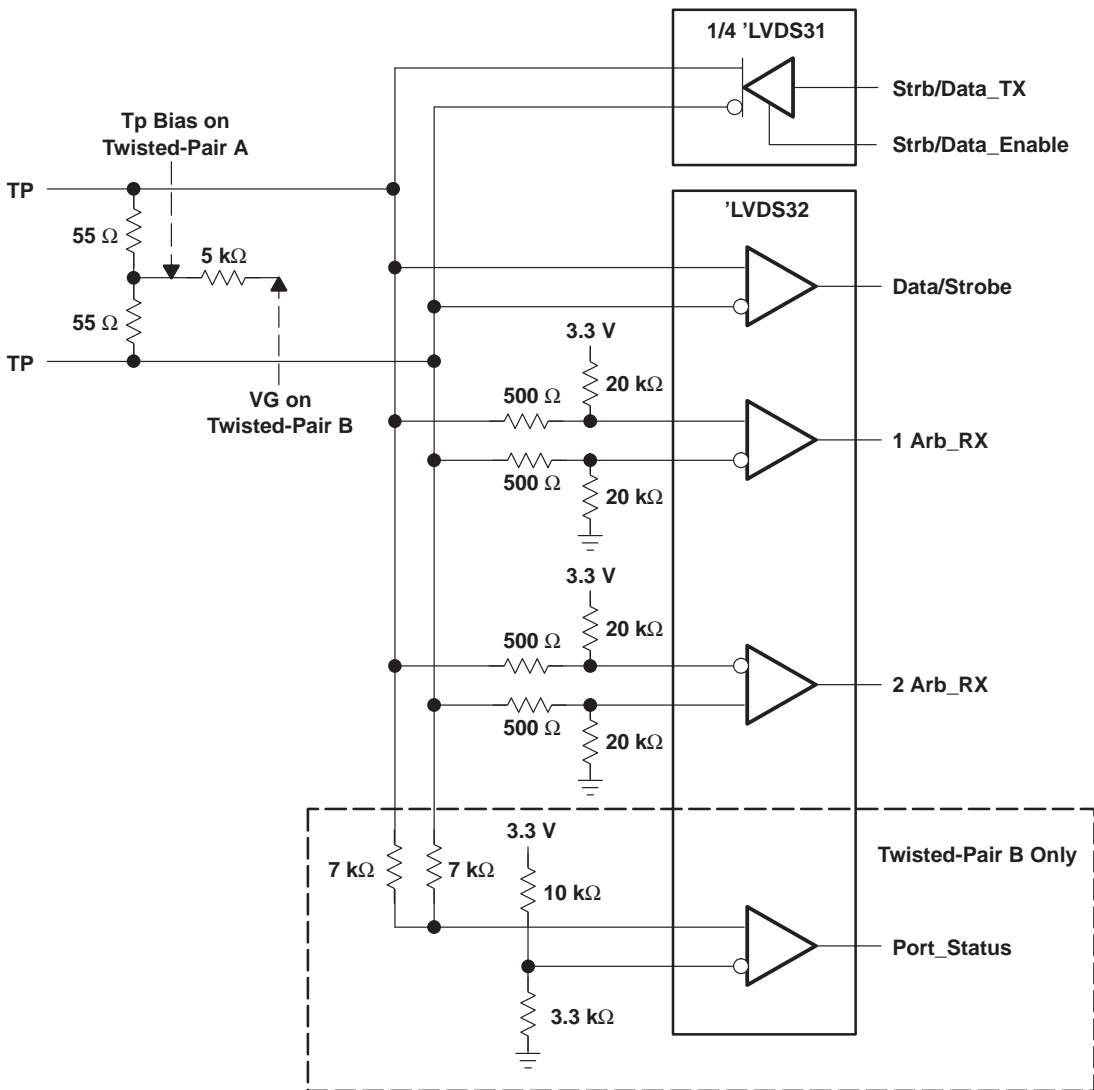 1/4 ’LVDS31
Strb/Data_TX
Strb/Data_Enable
Tp Bias on
Twisted-Pair A
TP
55 Ω
5 kΩ
55 Ω
TP
VG on
Twisted-Pair B
’LVDS32
Data/Strobe
3.3 V
500 Ω
20 kΩ
1 Arb_RX
500 Ω
20 kΩ
3.3 V
500 Ω
20 kΩ
2 Arb_RX
500 Ω
20 kΩ
3.3 V
Twisted-Pair B Only
7 kΩ
7 kΩ
10 kΩ
Port_Status
3.3 kΩ